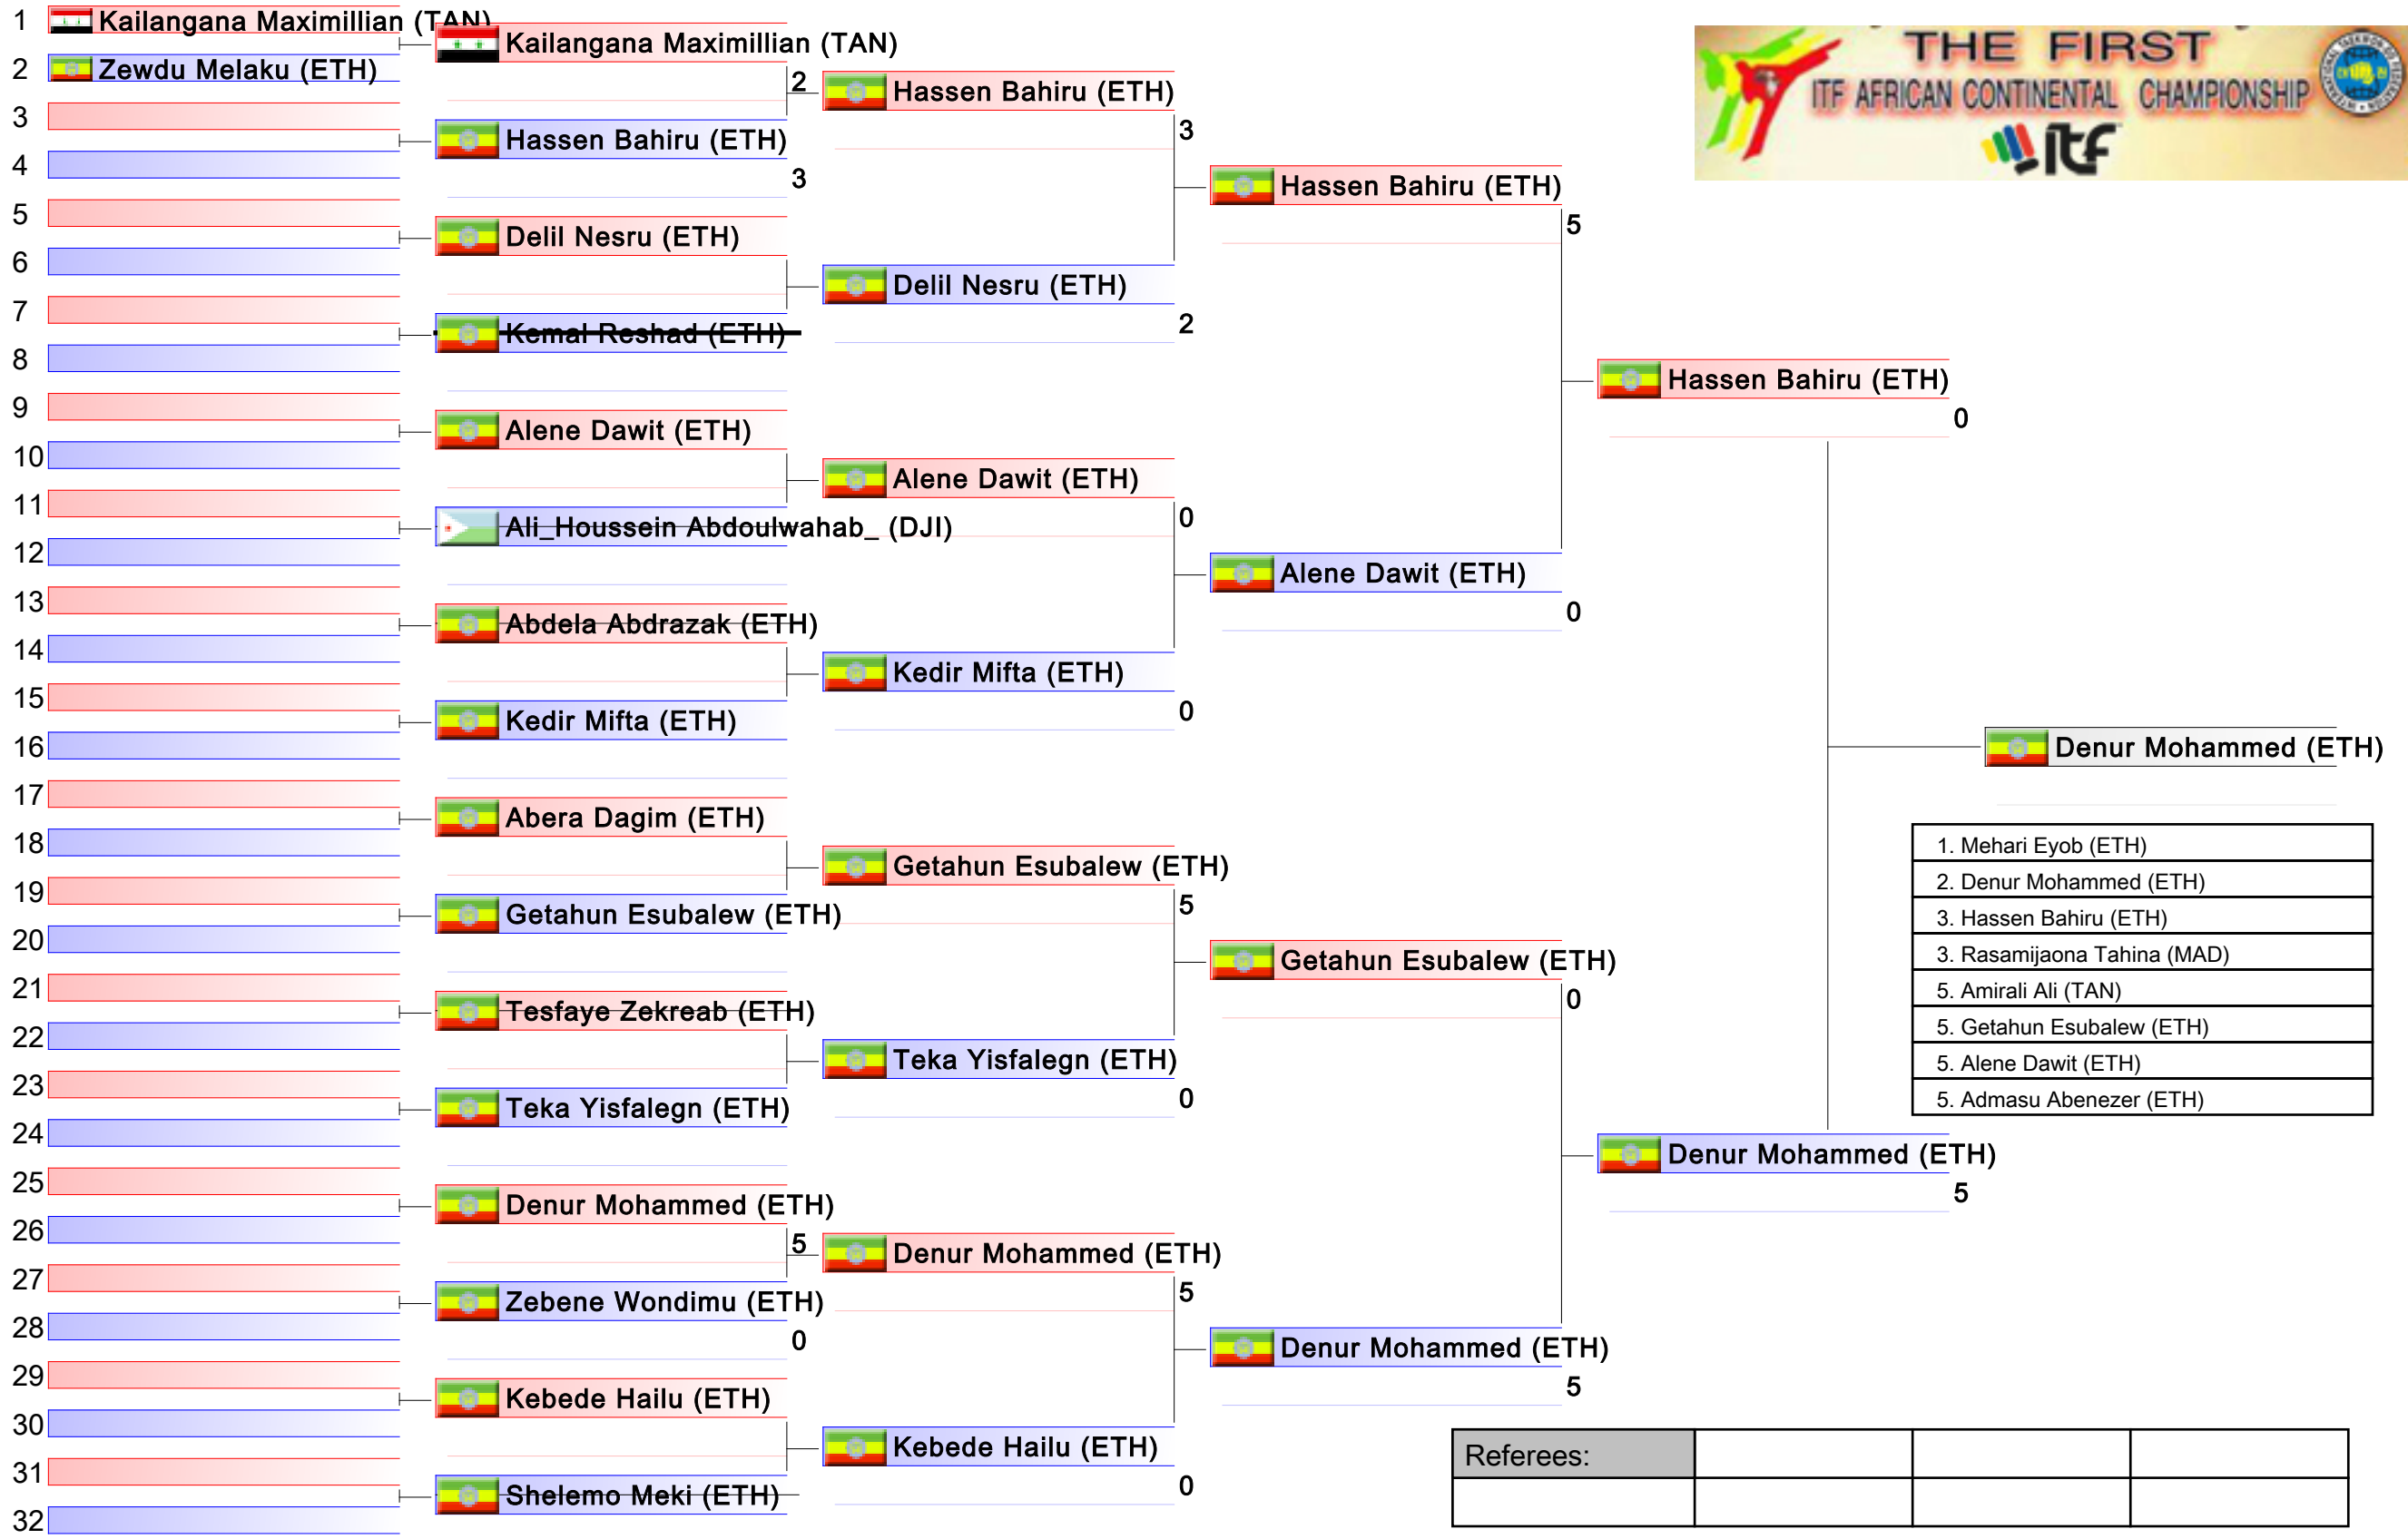 THE FIRST
ITF AFRICAN CONTINENTAL CHAMPIONSHIP
itf
1 Kailangana Maximillian (TAN)
2 Zewdu Melaku (ETH)
3
4
5
6
7
8
9
10
11
12
13
14
15
16
17
18
19
20
21
22
23
24
25
26
27
28
29
30
31
32
Kailangana Maximillian (TAN)
2
Hassen Bahiru (ETH)
3
Delil Nesru (ETH)
Kemal Reshad (ETH)
Alene Dawit (ETH)
Ali_Houssein Abdoulwahab_ (DJI)
Abdela Abdrazak (ETH)
Kedir Mifta (ETH)
Abera Dagim (ETH)
Getahun Esubalew (ETH)
Tesfaye Zekreab (ETH)
Teka Yisfalegn (ETH)
Denur Mohammed (ETH)
5
Zebene Wondimu (ETH)
0
Kebede Hailu (ETH)
Shelemo Meki (ETH)
Hassen Bahiru (ETH)
3
Delil Nesru (ETH)
2
Alene Dawit (ETH)
0
Kedir Mifta (ETH)
0
Getahun Esubalew (ETH)
5
Teka Yisfalegn (ETH)
0
Denur Mohammed (ETH)
5
Kebede Hailu (ETH)
0
Hassen Bahiru (ETH)
5
Alene Dawit (ETH)
0
Getahun Esubalew (ETH)
0
Denur Mohammed (ETH)
5
Hassen Bahiru (ETH)
0
Denur Mohammed (ETH)
5
Denur Mohammed (ETH)
1. Mehari Eyob (ETH)
2. Denur Mohammed (ETH)
3. Hassen Bahiru (ETH)
3. Rasamijaona Tahina (MAD)
5. Amirali Ali (TAN)
5. Getahun Esubalew (ETH)
5. Alene Dawit (ETH)
5. Admasu Abenezer (ETH)
Referees: